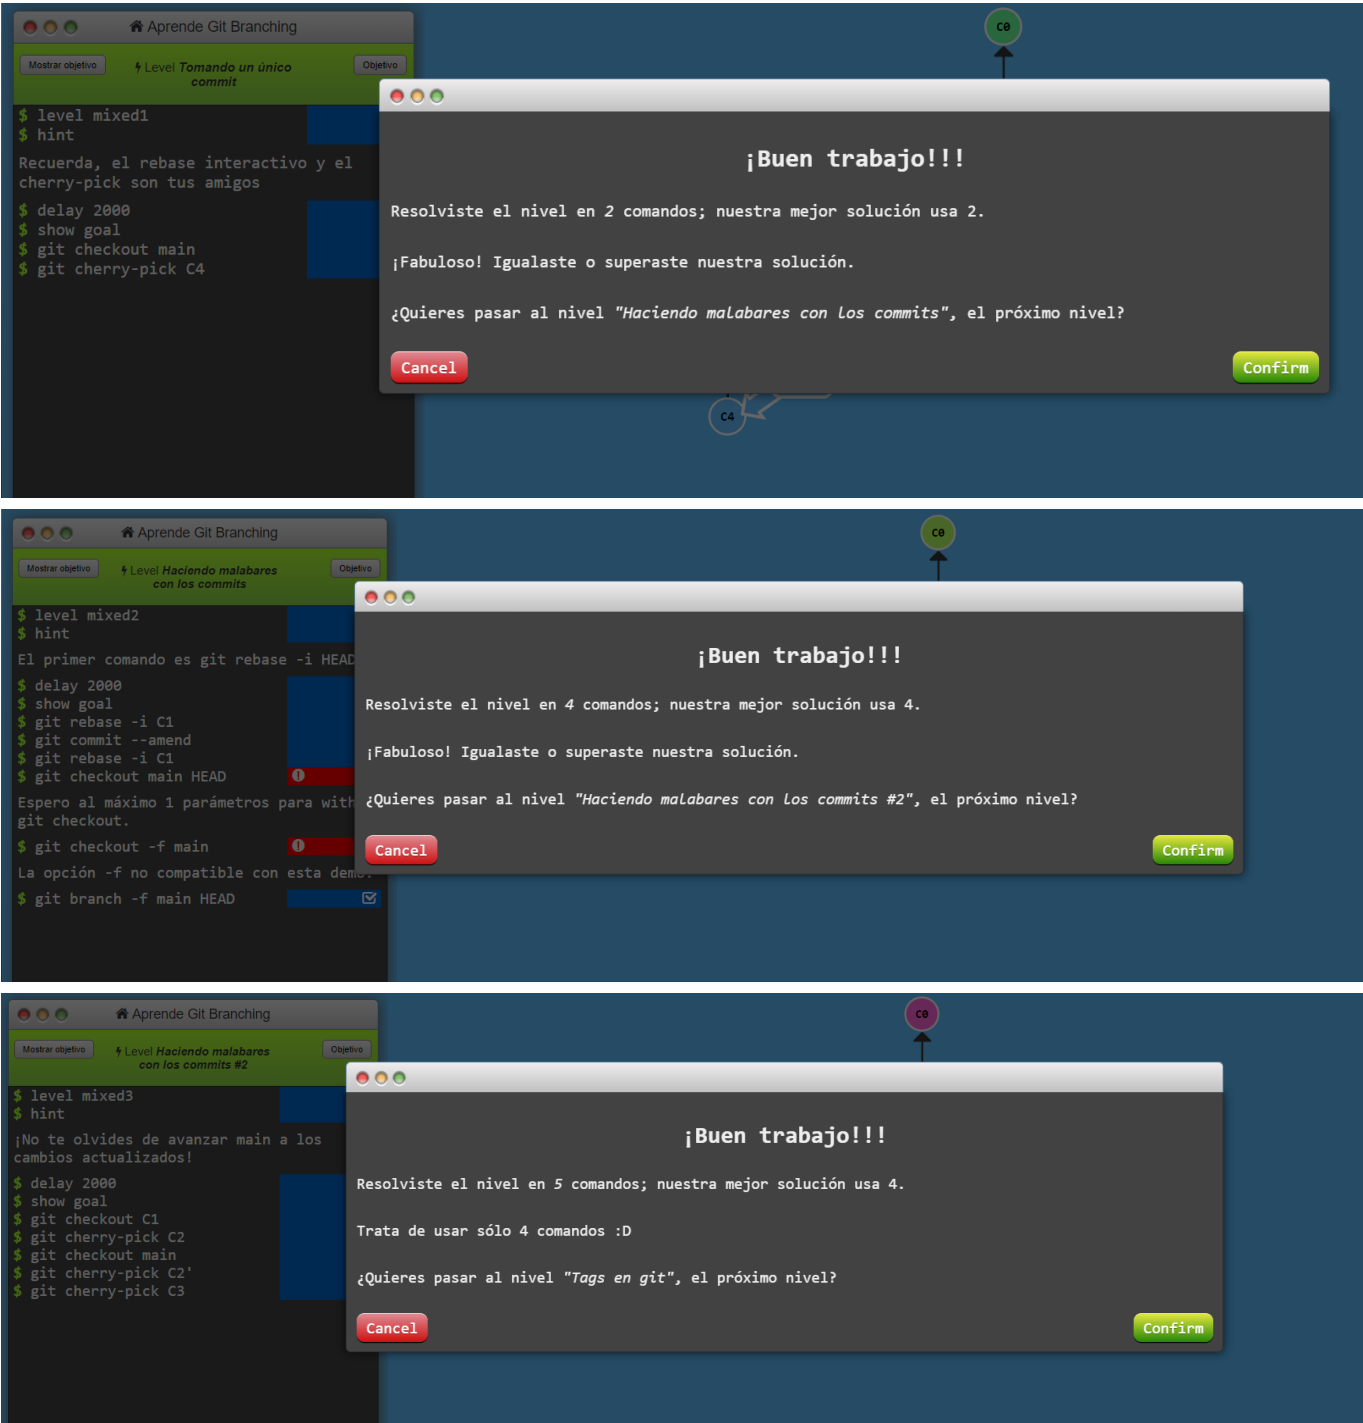 Aprende Git Branching
C0
Mostrar objetivo
Level Tomando un único
commit
Objetivo
$ level mixed1
$ hint
Recuerda, el rebase interactivo y el
cherry-pick son tus amigos
$ delay 2000
$ show goal
$ git checkout main
$ git cherry-pick C4
¡Buen trabajo!!!
Resolviste el nivel en 2 comandos; nuestra mejor solución usa 2.
¡Fabuloso! Igualaste o superaste nuestra solución.
¿Quieres pasar al nivel "Haciendo malabares con los commits", el próximo nivel?
Cancel
Confirm
C4
Aprende Git Branching
C0
Mostrar objetivo
Level Haciendo malabares
con los commits
Objetivo
$ level mixed2
$ hint
El primer comando es git rebase -i HEAD
$ delay 2000
$ show goal
$ git rebase -i C1
$ git commit --amend
$ git rebase -i C1
$ git checkout main HEAD
Espero al máximo 1 parámetros para with
git checkout.
$ git checkout -f main
La opción -f no compatible con esta demo.
$ git branch -f main HEAD
¡Buen trabajo!!!
Resolviste el nivel en 4 comandos; nuestra mejor solución usa 4.
¡Fabuloso! Igualaste o superaste nuestra solución.
¿Quieres pasar al nivel "Haciendo malabares con los commits #2", el próximo nivel?
Cancel
Confirm
Aprende Git Branching
C0
Mostrar objetivo
Level Haciendo malabares
con los commits #2
Objetivo
$ level mixed3
$ hint
¡No te olvides de avanzar main a los
cambios actualizados!
$ delay 2000
$ show goal
$ git checkout C1
$ git cherry-pick C2
$ git checkout main
$ git cherry-pick C2'
$ git cherry-pick C3
¡Buen trabajo!!!
Resolviste el nivel en 5 comandos; nuestra mejor solución usa 4.
Trata de usar sólo 4 comandos :D
¿Quieres pasar al nivel "Tags en git", el próximo nivel?
Cancel
Confirm